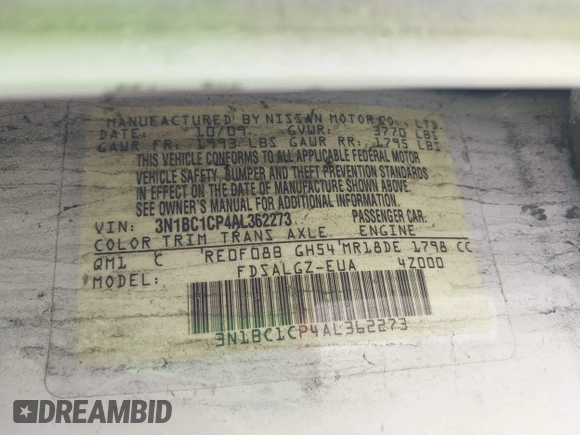 MANUFACTURED BY NISSAN MOTOR CO., LTD.
DATE: 10/09 GVWR: 3770 LBS
GAWR FR: 1993 LBS GAWR RR: 1795 LBS
THIS VEHICLE CONFORMS TO ALL APPLICABLE FEDERAL MOTOR
VEHICLE SAFETY, BUMPER AND THEFT PREVENTION STANDARDS
IN EFFECT ON THE DATE OF MANUFACTURE SHOWN ABOVE.
SEE OWNER'S MANUAL FOR ADDITIONAL INFORMATION.
VIN: 3N1BC1CP4AL362273 PASSENGER CAR.
COLOR TRIM TRANS AXLE ENGINE
QM1 C RE0F08B GH54 MR18DE 1798 CC
MODEL: FDSALGZ-EUA 4Z000
3N1BC1CP4AL362273
DREAMBID